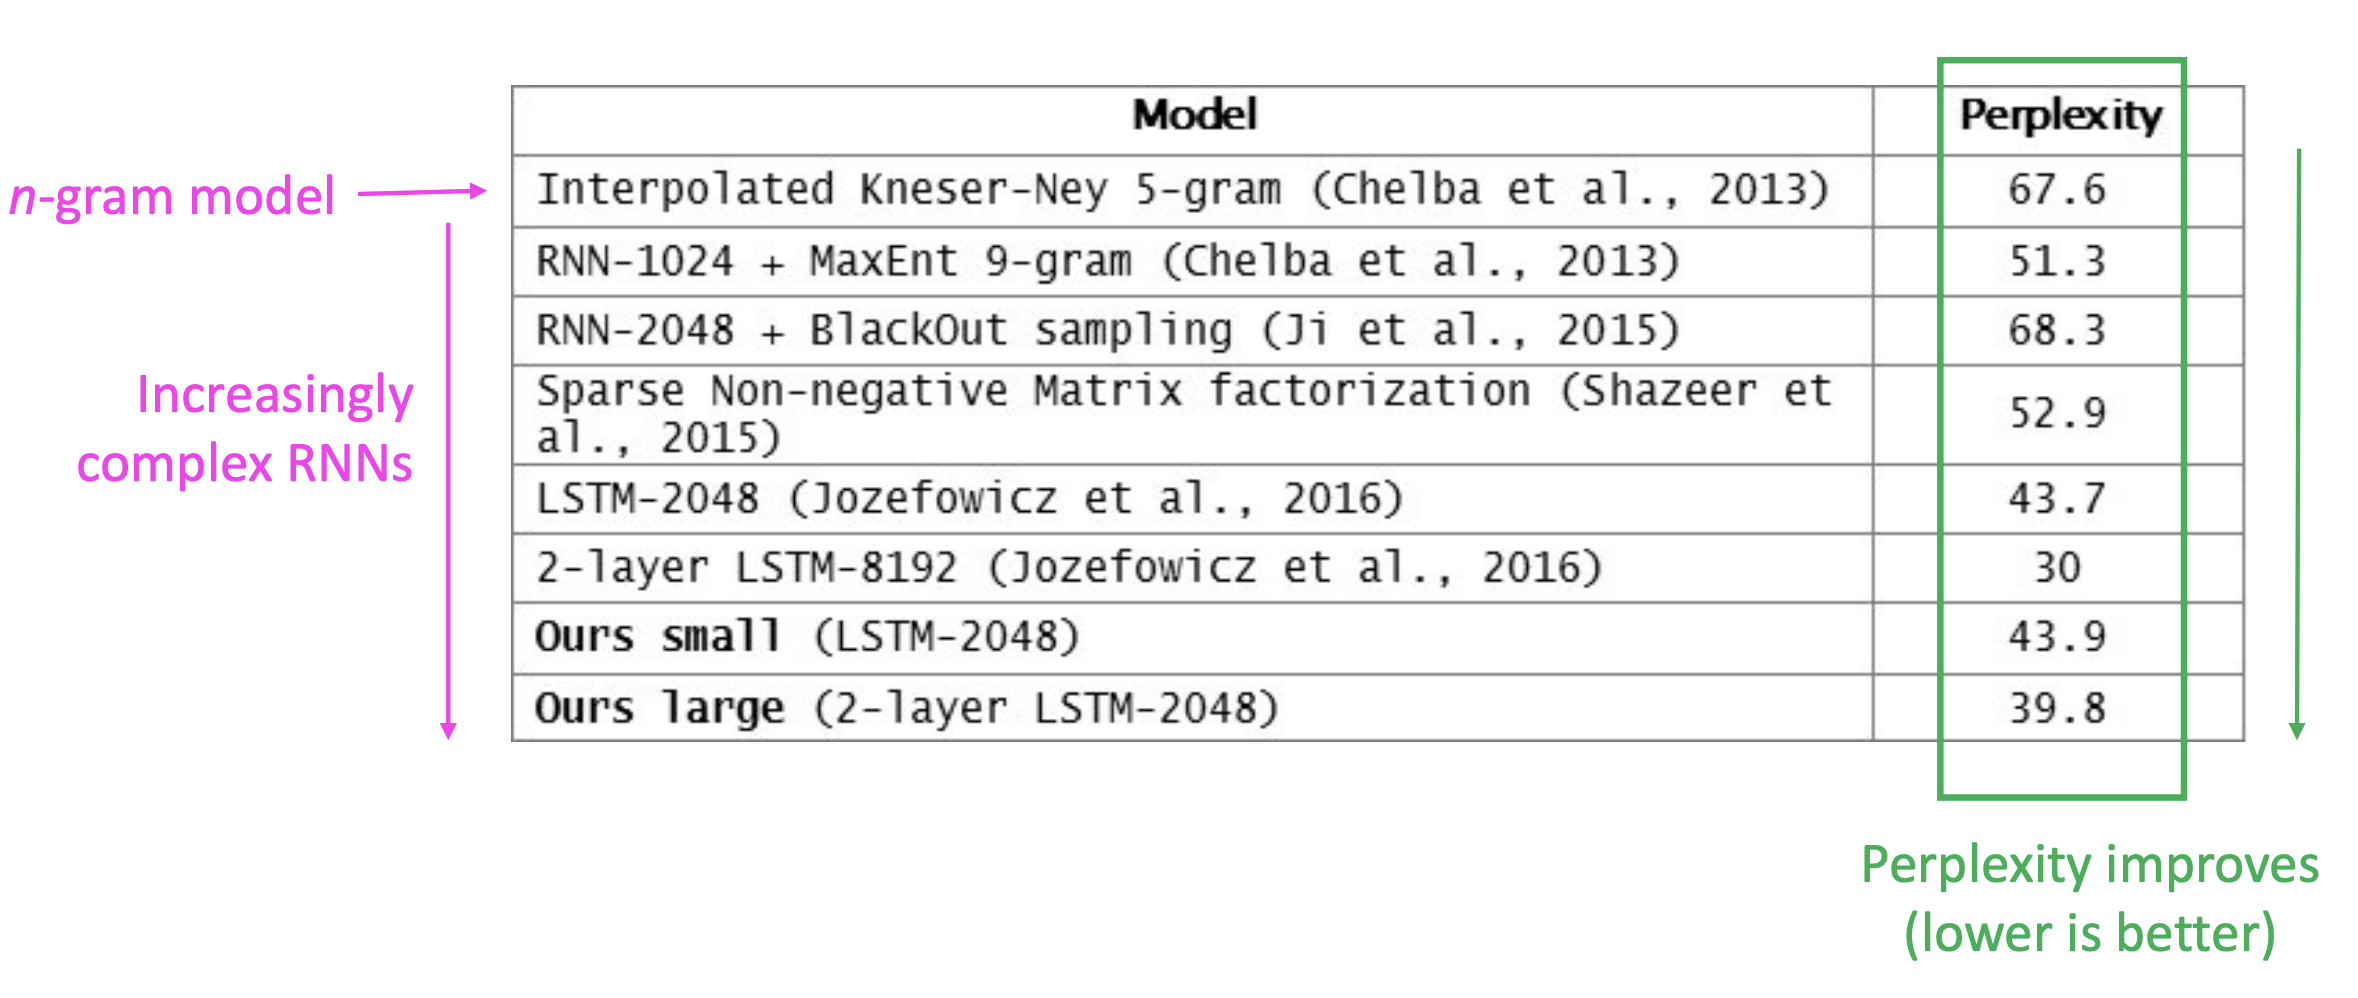 Model Perplexity
n-gram model
Interpolated Kneser-Ney 5-gram (Chelba et al., 2013) 67.6
RNN-1024 + MaxEnt 9-gram (Chelba et al., 2013) 51.3
RNN-2048 + BlackOut sampling (Ji et al., 2015) 68.3
Sparse Non-negative Matrix factorization (Shazeer et
al., 2015) 52.9
LSTM-2048 (Jozefowicz et al., 2016) 43.7
2-layer LSTM-8192 (Jozefowicz et al., 2016) 30
Ours small (LSTM-2048) 43.9
Ours large (2-layer LSTM-2048) 39.8
Increasingly
complex RNNs
Perplexity improves
(lower is better)